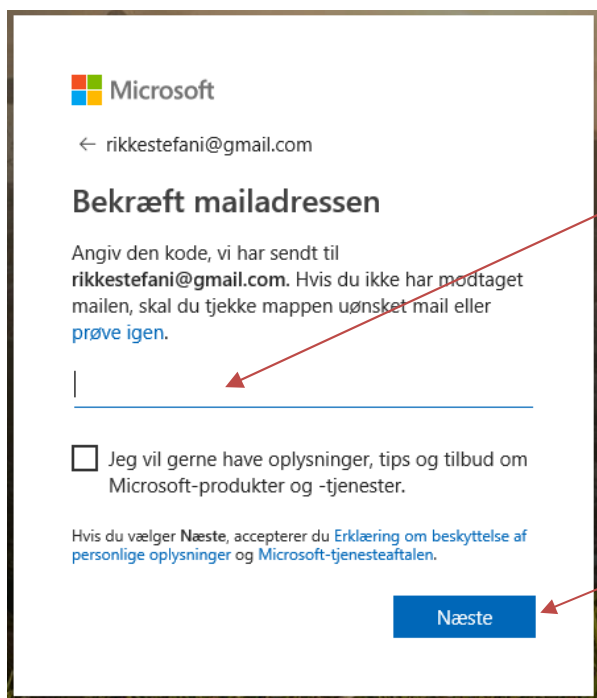 Microsoft
← rikkestefani@gmail.com
Bekræft mailadressen
Angiv den kode, vi har sendt til
rikkestefani@gmail.com. Hvis du ikke har modtaget
mailen, skal du tjekke mappen uønsket mail eller
prøve igen.
Jeg vil gerne have oplysninger, tips og tilbud om
Microsoft-produkter og -tjenester.
Hvis du vælger Næste, accepterer du Erklæring om beskyttelse af
personlige oplysninger og Microsoft-tjenesteaftalen.
Næste